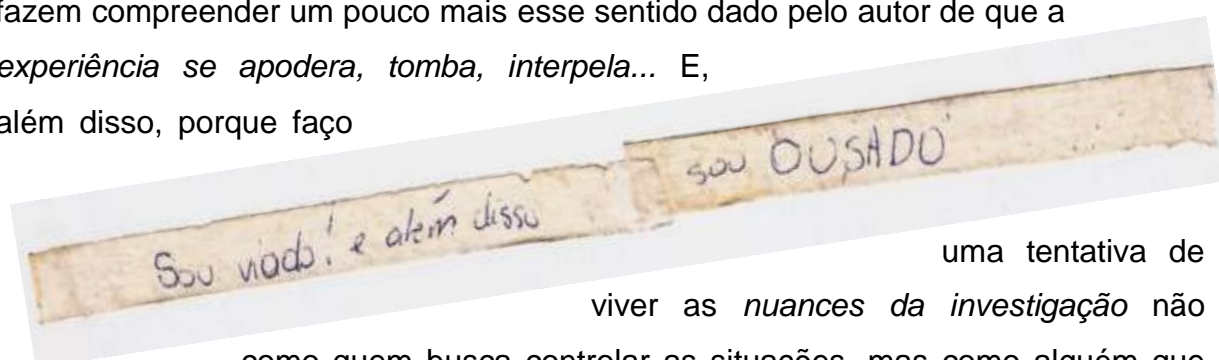 fazem compreender um pouco mais esse sentido dado pelo autor de que a
experiência se apodera, tomba, interpela... E,
além disso, porque faço
Sou viado! e além disso
sou OUSADO
uma tentativa de
viver as nuances da investigação não
como quem busca controlar as situações, mas como alguém que